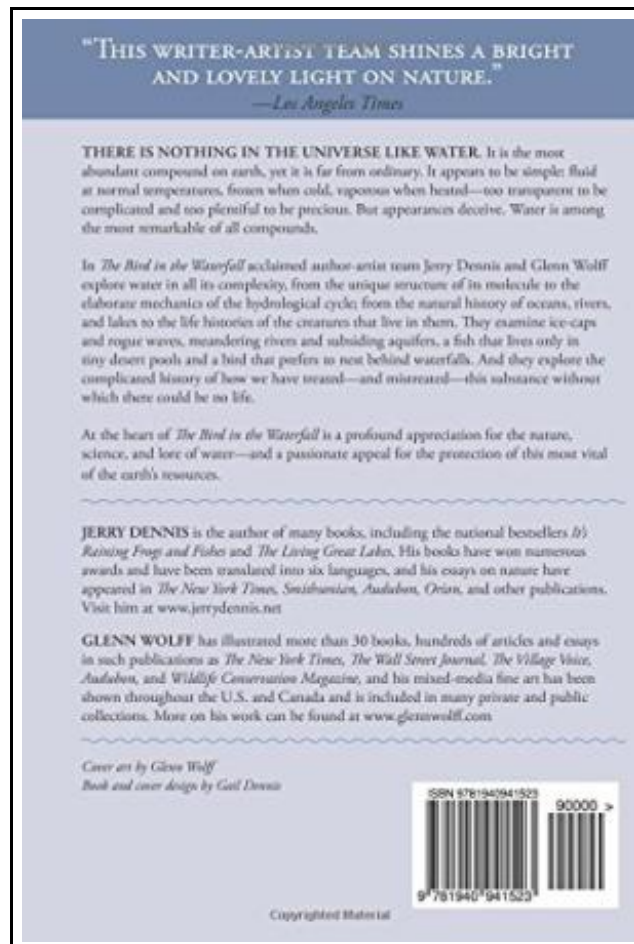 “THIS WRITER-ARTIST TEAM SHINES A BRIGHT
AND LOVELY LIGHT ON NATURE.”
—Los Angeles Times
THERE IS NOTHING IN THE UNIVERSE LIKE WATER. It is the most
abundant compound on earth, yet it is far from ordinary. It appears to be simple: fluid
at normal temperatures, frozen when cold, vaporous when heated—too transparent to be
complicated and too plentiful to be precious. But appearances deceive. Water is among
the most remarkable of all compounds.
In The Bird in the Waterfall acclaimed author-artist team Jerry Dennis and Glenn Wolff
explore water in all its complexity, from the unique structure of its molecule to the
elaborate mechanics of the hydrological cycle; from the natural history of oceans, rivers,
and lakes to the life histories of the creatures that live in them. They examine ice-caps
and rogue waves, meandering rivers and subsiding aquifers, a fish that lives only in
tiny desert pools and a bird that prefers to nest behind waterfalls. And they explore the
complicated history of how we have treated—and mistreated—this substance without
which there could be no life.
At the heart of The Bird in the Waterfall is a profound appreciation for the nature,
science, and lore of water—and a passionate appeal for the protection of this most vital
of the earth's resources.
JERRY DENNIS is the author of many books, including the national bestsellers It's
Raining Frogs and Fishes and The Living Great Lakes. His books have won numerous
awards and have been translated into six languages, and his essays on nature have
appeared in The New York Times, Smithsonian, Audubon, Orion, and other publications.
Visit him at www.jerrydennis.net
GLENN WOLFF has illustrated more than 30 books, hundreds of articles and essays
in such publications as The New York Times, The Wall Street Journal, The Village Voice,
Audubon, and Wildlife Conservation Magazine, and his mixed-media fine art has been
shown throughout the U.S. and Canada and is included in many private and public
collections. More on his work can be found at www.glennwolff.com
Cover art by Glenn Wolff
Book and cover design by Gail Dennis
ISBN 9781940941523
90000 >
9 781940 941523
Copyrighted Material